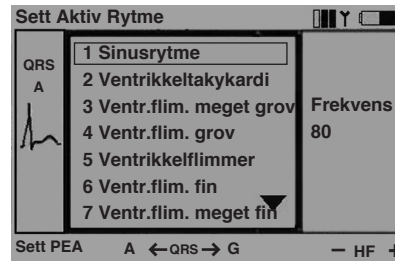 Sett Aktiv Rytme
QRS
A
1 Sinusrytme
2 Ventrikkeltakykardi
3 Ventr.flim. meget grov
4 Ventr.flim. grov
5 Ventrikkelflimmer
6 Ventr.flim. fin
7 Ventr.flim. meget fin
Frekvens
80
Sett PEA A ←QRS→ G − HF +